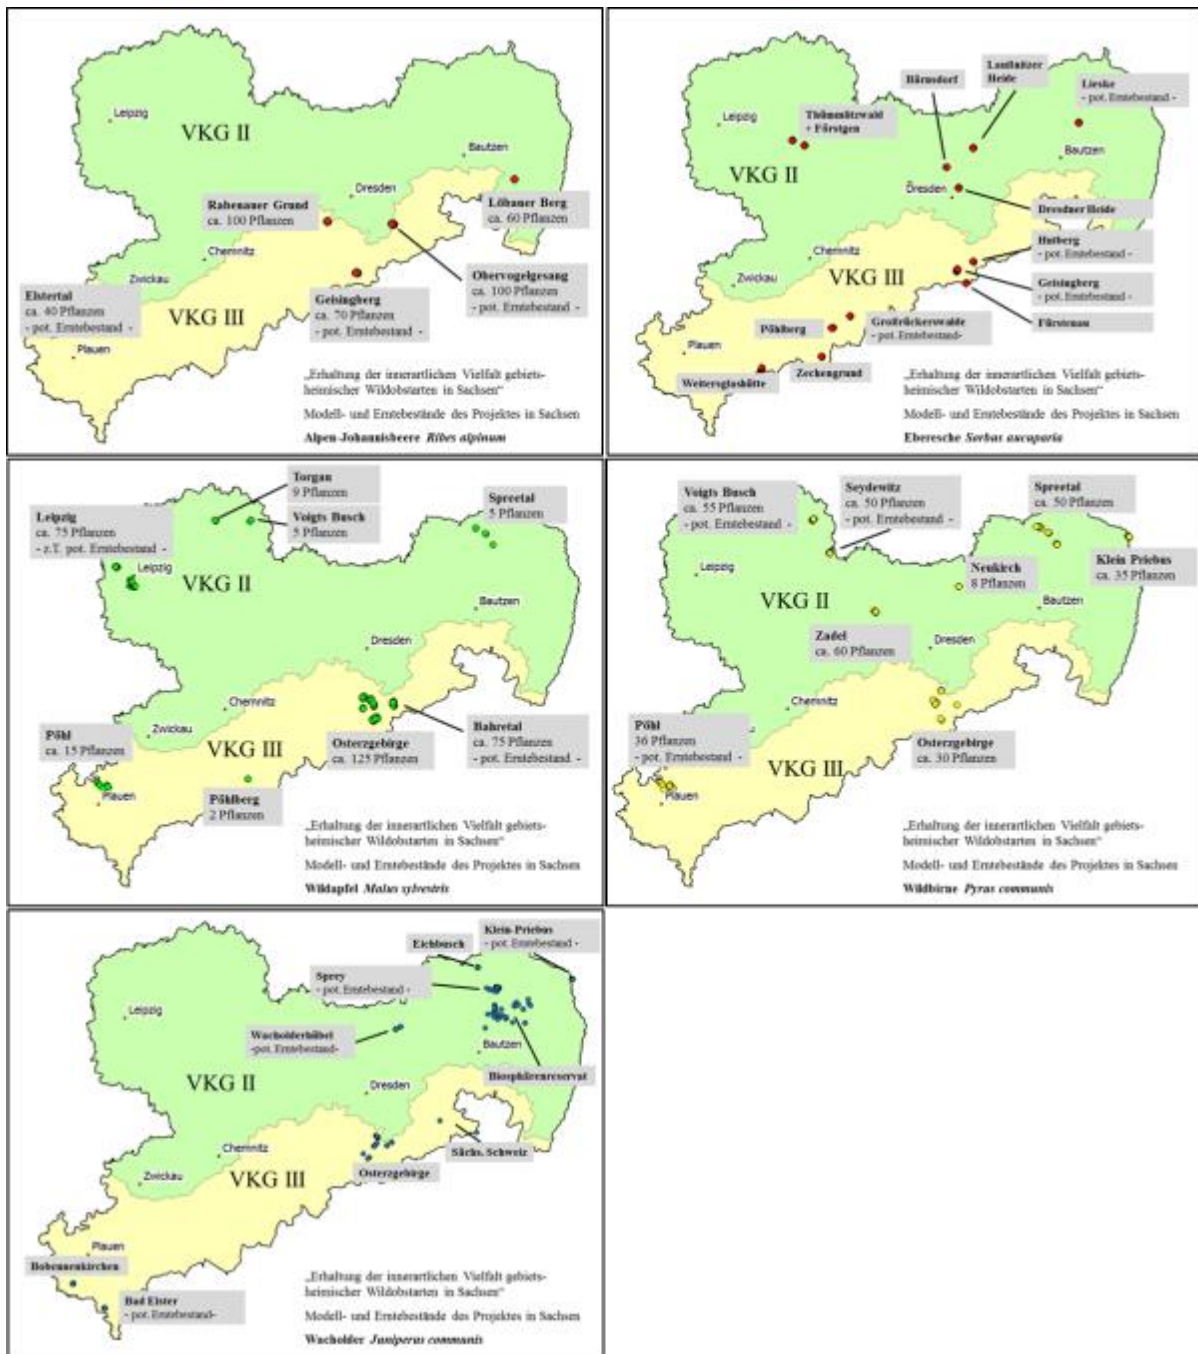 Leipzig
VKG II
Bautzen
Dresden
Rabenauer Grund
ca. 100 Pflanzen
Löbauer Berg
ca. 60 Pflanzen
Chemnitz
Zwickau
Obervogelgesang
ca. 100 Pflanzen
- pot. Erntebestand -
Elstertal
ca. 40 Pflanzen
- pot. Erntebestand -
VKG III
Geisingberg
ca. 70 Pflanzen
- pot. Erntebestand -
Plauen
„Erhaltung der innerartlichen Vielfalt gebiets-
heimischer Wildobstarten in Sachsen“
Modell- und Erntebestände des Projektes in Sachsen
Alpen-Johannisbeere Ribes alpinum
Bärnsdorf
Laußnitzer
Heide
Lieske
- pot. Erntebestand -
Leipzig
Thümmlitzwald
+ Förstgen
VKG II
Bautzen
Dresden
Dresdner Heide
Chemnitz
Hutberg
- pot. Erntebestand -
Zwickau
VKG III
Geisingberg
- pot. Erntebestand -
Pöhlberg
Großrückerswalde
- pot. Erntebestand-
Fürstenau
Plauen
Zechengrund
Weitersglashütte
„Erhaltung der innerartlichen Vielfalt gebiets-
heimischer Wildobstarten in Sachsen“
Modell- und Erntebestände des Projektes in Sachsen
Eberesche Sorbus aucuparia
Torgau
9 Pflanzen
Spreetal
5 Pflanzen
Leipzig
ca. 75 Pflanzen
- z.T. pot. Erntebestand -
Voigts Busch
5 Pflanzen
Leipzig
VKG II
Bautzen
Dresden
Chemnitz
Zwickau
Pöhl
ca. 15 Pflanzen
VKG III
Osterzgebirge
ca. 125 Pflanzen
Bahretal
ca. 75 Pflanzen
- pot. Erntebestand -
Plauen
Pöhlberg
2 Pflanzen
„Erhaltung der innerartlichen Vielfalt gebiets-
heimischer Wildobstarten in Sachsen“
Modell- und Erntebestände des Projektes in Sachsen
Wildapfel Malus sylvestris
Voigts Busch
ca. 55 Pflanzen
- pot. Erntebestand -
Seydewitz
ca. 50 Pflanzen
- pot. Erntebestand -
Spreetal
ca. 50 Pflanzen
Leipzig
Neukirch
8 Pflanzen
Klein Priebus
ca. 35 Pflanzen
VKG II
Bautzen
Zadel
ca. 60 Pflanzen
Dresden
Chemnitz
Pöhl
36 Pflanzen
- pot. Erntebestand -
VKG III
Osterzgebirge
ca. 30 Pflanzen
Plauen
„Erhaltung der innerartlichen Vielfalt gebiets-
heimischer Wildobstarten in Sachsen“
Modell- und Erntebestände des Projektes in Sachsen
Wildbirne Pyrus communis
Eichbusch
Klein-Priebus
- pot. Erntebestand -
Sprey
- pot. Erntebestand -
Leipzig
Wacholderhübel
-pot. Erntebestand-
Bautzen
VKG II
Dresden
Biosphärenreservat
Chemnitz
Sächs. Schweiz
Zwickau
VKG III
Osterzgebirge
Plauen
Bobenneukirchen
Bad Elster
- pot. Erntebestand-
„Erhaltung der innerartlichen Vielfalt gebiets-
heimischer Wildobstarten in Sachsen“
Modell- und Erntebestände des Projektes in Sachsen
Wacholder Juniperus communis